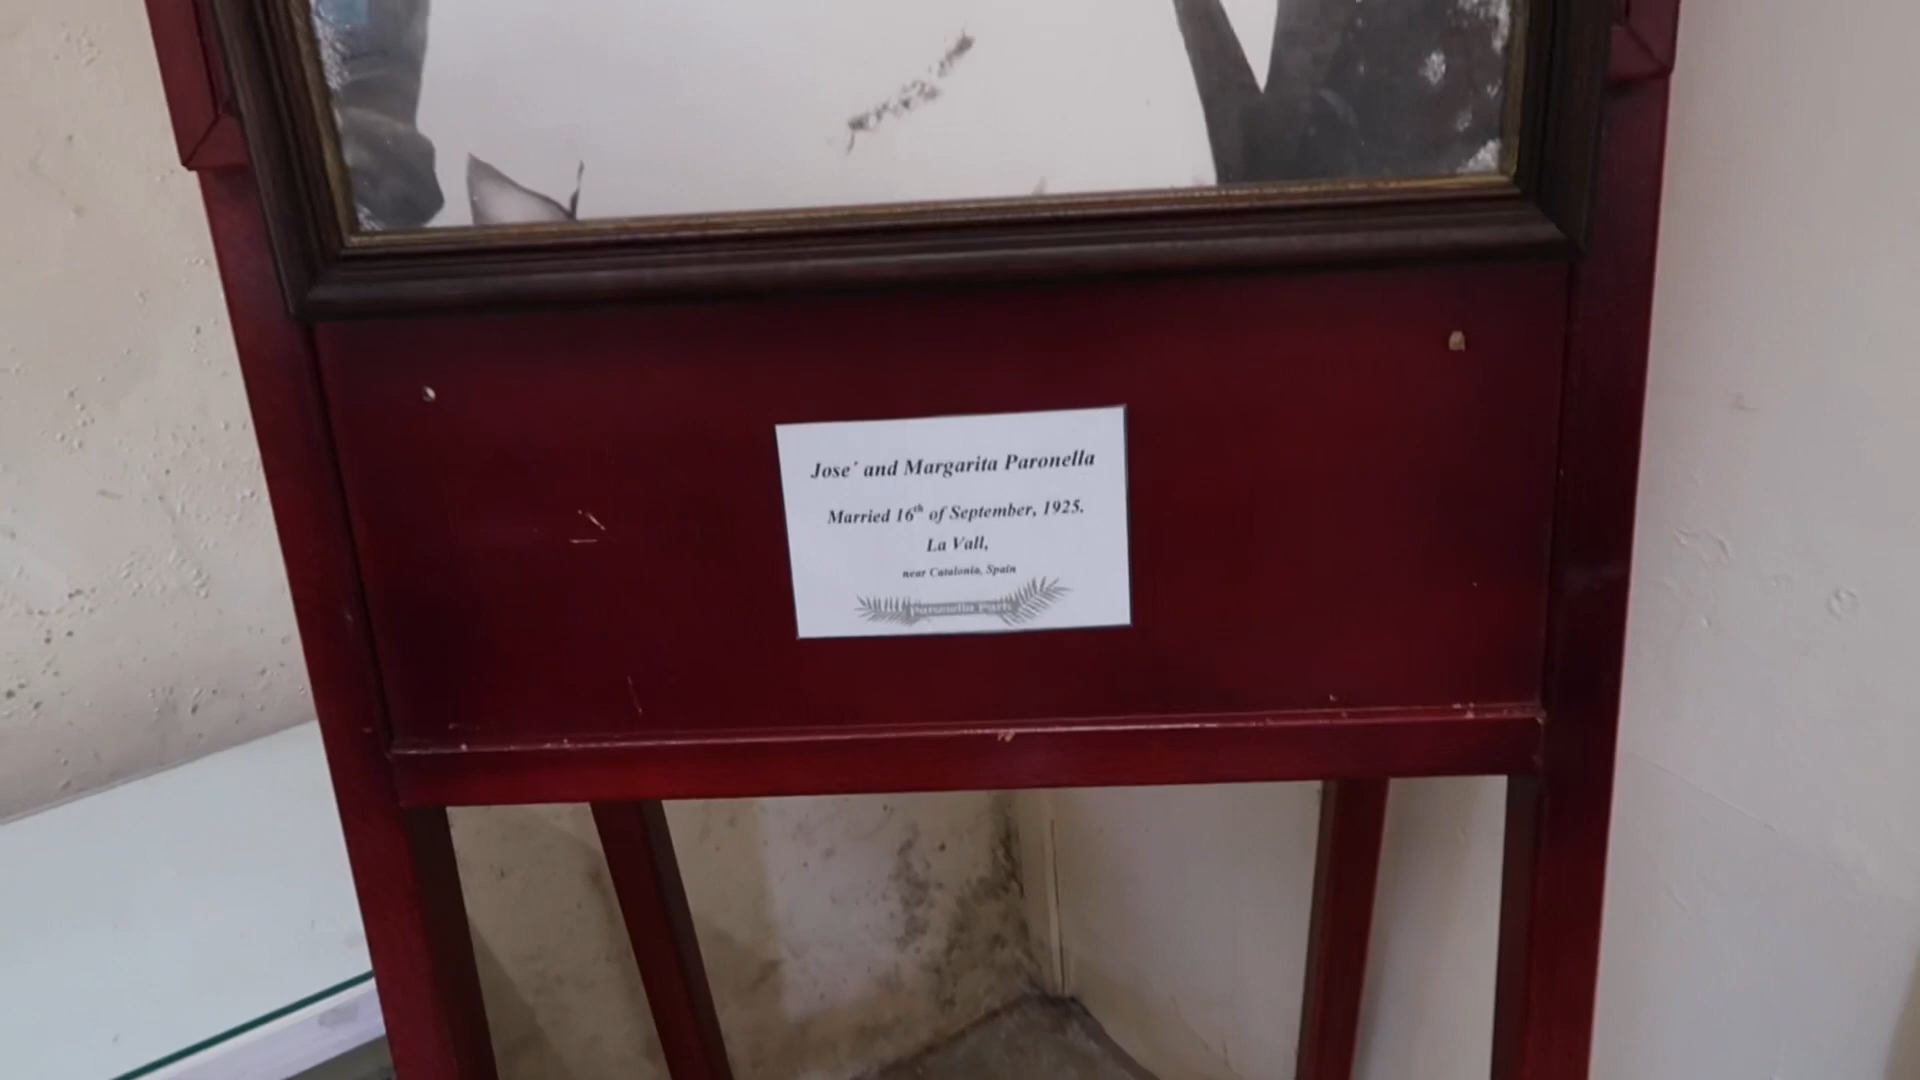 Jose´ and Margarita Paronella
Married 16th of September, 1925.
La Vall,
near Catalonia, Spain
Paronella Park